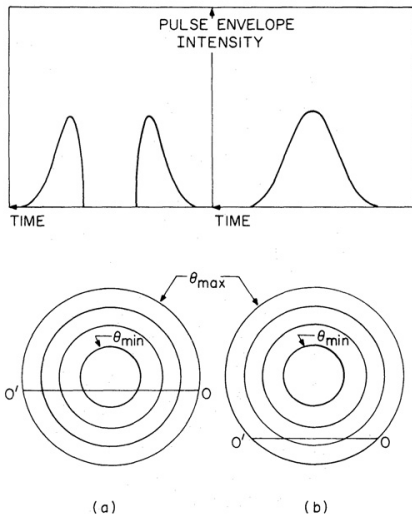 PULSE ENVELOPE
INTENSITY
TIME
TIME
θmax
θmin
θmin
O'
O
O'
O
(a)
(b)